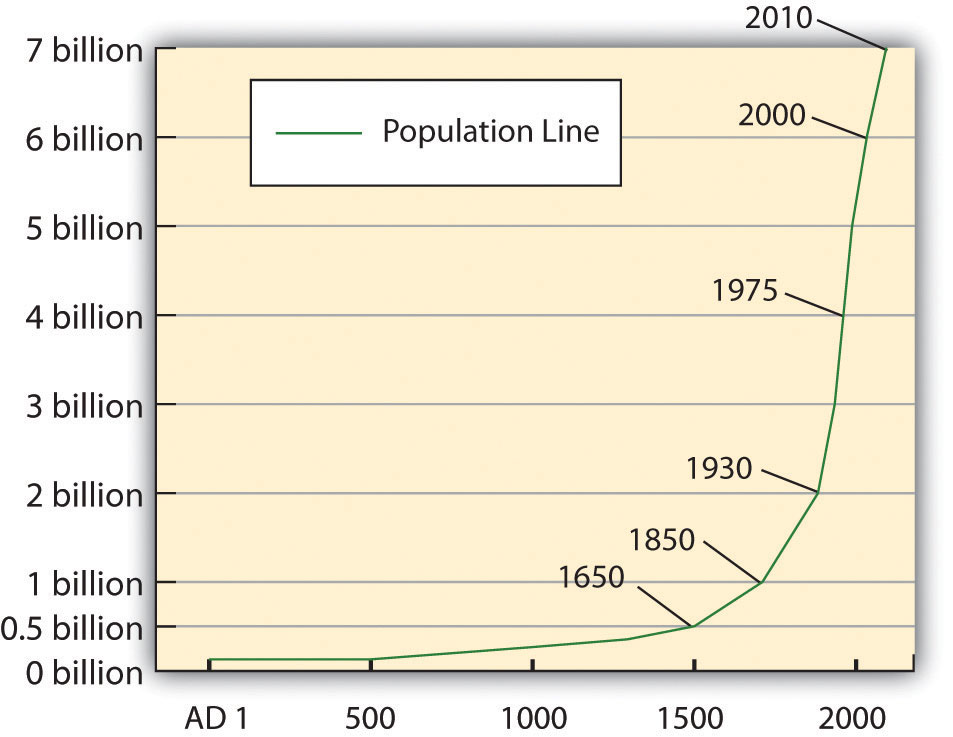 2010
7 billion
Population Line
2000
6 billion
5 billion
1975
4 billion
3 billion
1930
2 billion
1850
1650
1 billion
0.5 billion
0 billion
AD 1 500 1000 1500 2000